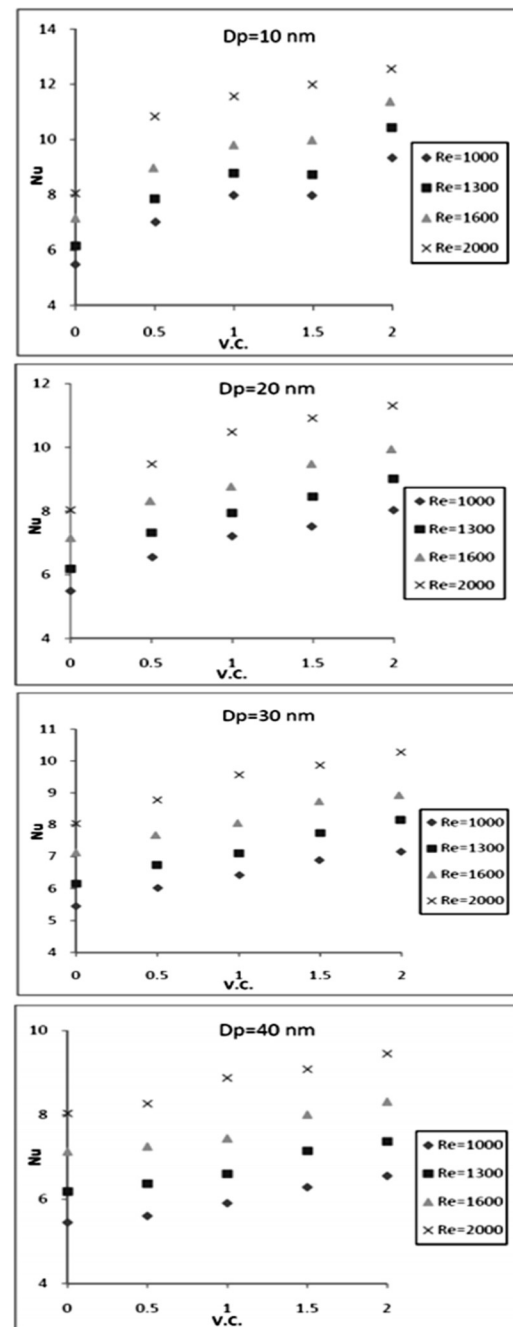 Dp=10 nm
14
12
10
8
6
4
Nu
0 0.5 1 1.5 2
V.C.
Re=1000
Re=1300
Re=1600
Re=2000
Dp=20 nm
12
10
8
6
4
Nu
0 0.5 1 1.5 2
V.C.
Re=1000
Re=1300
Re=1600
Re=2000
Dp=30 nm
11
10
9
8
7
6
5
4
Nu
0 0.5 1 1.5 2
V.C.
Re=1000
Re=1300
Re=1600
Re=2000
Dp=40 nm
10
8
6
4
Nu
0 0.5 1 1.5 2
V.C.
Re=1000
Re=1300
Re=1600
Re=2000